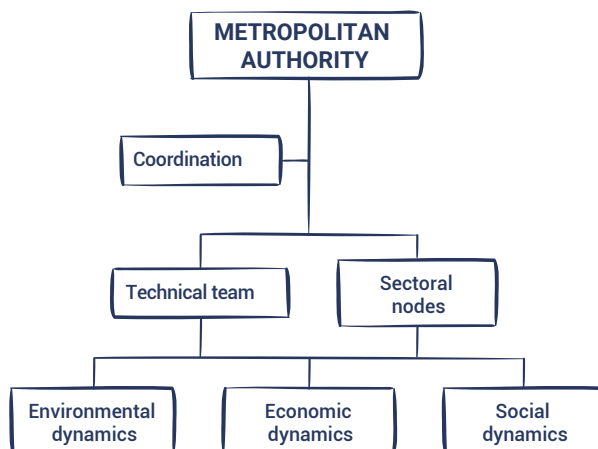 METROPOLITAN
AUTHORITY
Coordination
Technical team
Sectoral
nodes
Environmental
dynamics
Economic
dynamics
Social
dynamics